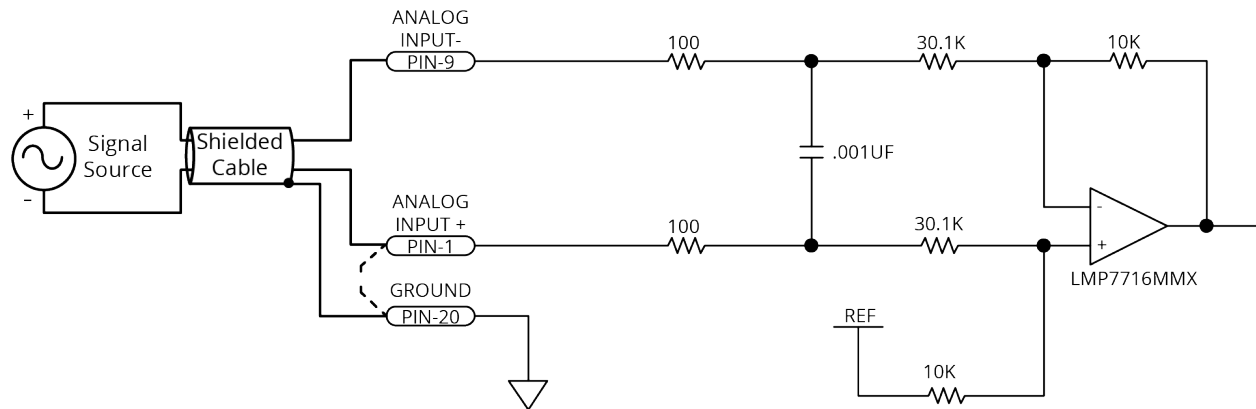 ANALOG
INPUT-
PIN-9
100
30.1K
10K
+
Signal
Source
-
Shielded
Cable
.001UF
ANALOG
INPUT +
PIN-1
100
30.1K
-
+
LMP7716MMX
GROUND
PIN-20
REF
10K